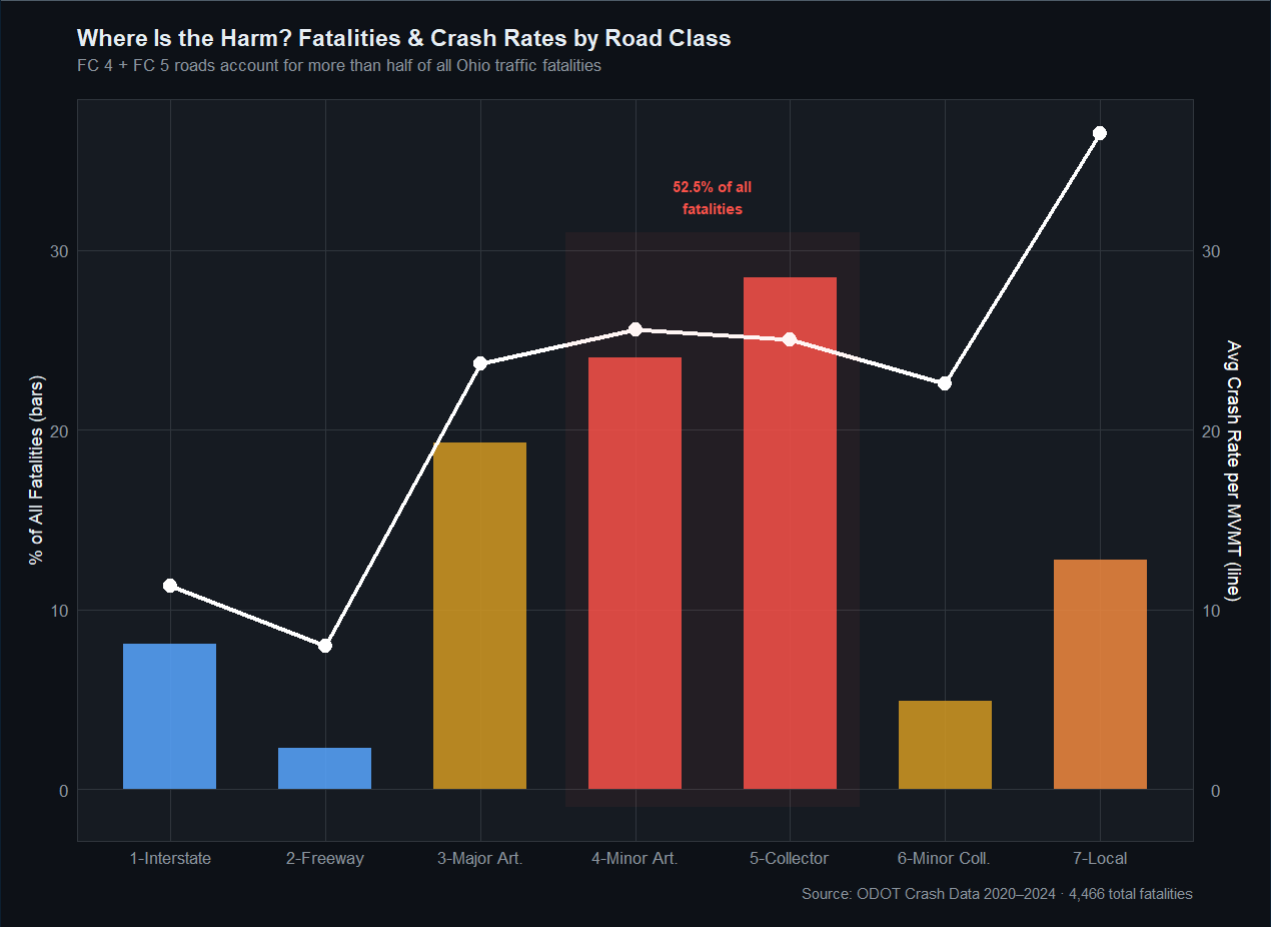 Where Is the Harm? Fatalities & Crash Rates by Road Class
FC 4 + FC 5 roads account for more than half of all Ohio traffic fatalities
52.5% of all
fatalities
% of All Fatalities (bars)
30
20
10
0
30
20
10
0
Avg Crash Rate per MVMT (line)
1-Interstate
2-Freeway
3-Major Art.
4-Minor Art.
5-Collector
6-Minor Coll.
7-Local
Source: ODOT Crash Data 2020–2024 · 4,466 total fatalities